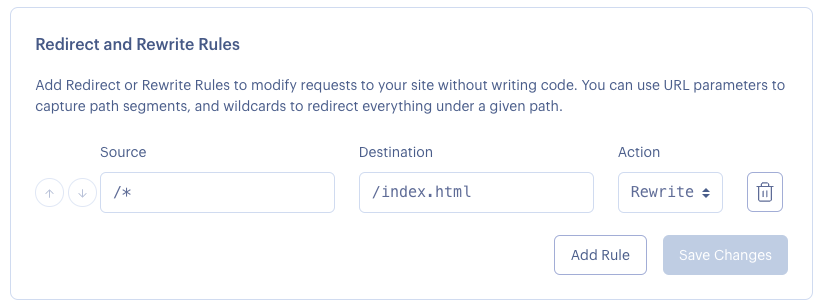 Redirect and Rewrite Rules
Add Redirect or Rewrite Rules to modify requests to your site without writing code. You can use URL parameters to
capture path segments, and wildcards to redirect everything under a given path.
Source Destination Action
/* /index.html Rewrite
Add Rule Save Changes